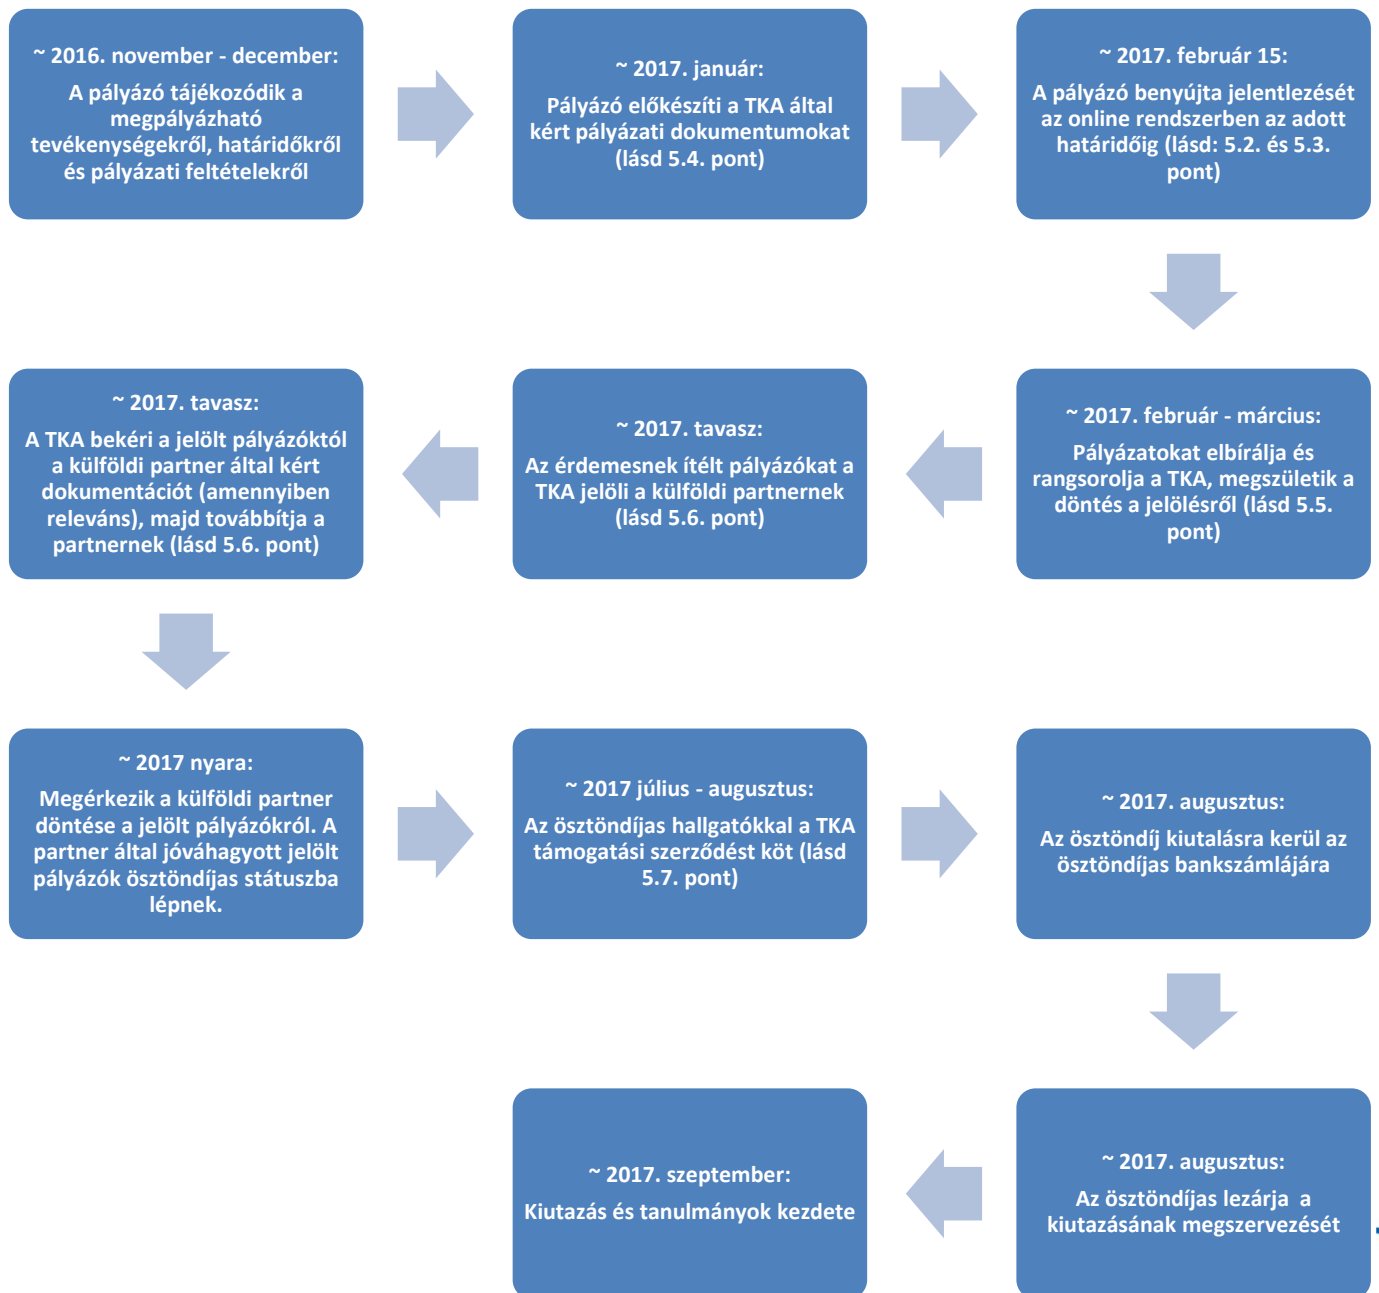 ~ 2016. november - december:
A pályázó tájékozódik a
megpályázható
tevékenységekről, határidőkről
és pályázati feltételekről
~ 2017. január:
Pályázó előkészíti a TKA által
kért pályázati dokumentumokat
(lásd 5.4. pont)
~ 2017. február 15:
A pályázó benyújta jelentlezését
az online rendszerben az adott
határidőig (lásd: 5.2. és 5.3.
pont)
~ 2017. február - március:
Pályázatokat elbírálja és
rangsorolja a TKA, megszületik a
döntés a jelölésről (lásd 5.5.
pont)
~ 2017. tavasz:
Az érdemesnek ítélt pályázókat a
TKA jelöli a külföldi partnernek
(lásd 5.6. pont)
~ 2017. tavasz:
A TKA bekéri a jelölt pályázóktól
a külföldi partner által kért
dokumentációt (amennyiben
releváns), majd továbbítja a
partnernek (lásd 5.6. pont)
~ 2017 nyara:
Megérkezik a külföldi partner
döntése a jelölt pályázókról. A
partner által jóváhagyott jelölt
pályázók ösztöndíjas státuszba
lépnek.
~ 2017 július - augusztus:
Az ösztöndíjas hallgatókkal a TKA
támogatási szerződést köt (lásd
5.7. pont)
~ 2017. augusztus:
Az ösztöndíj kiutalásra kerül az
ösztöndíjas bankszámlájára
~ 2017. augusztus:
Az ösztöndíjas lezárja  a
kiutazásának megszervezését
~ 2017. szeptember:
Kiutazás és tanulmányok kezdete